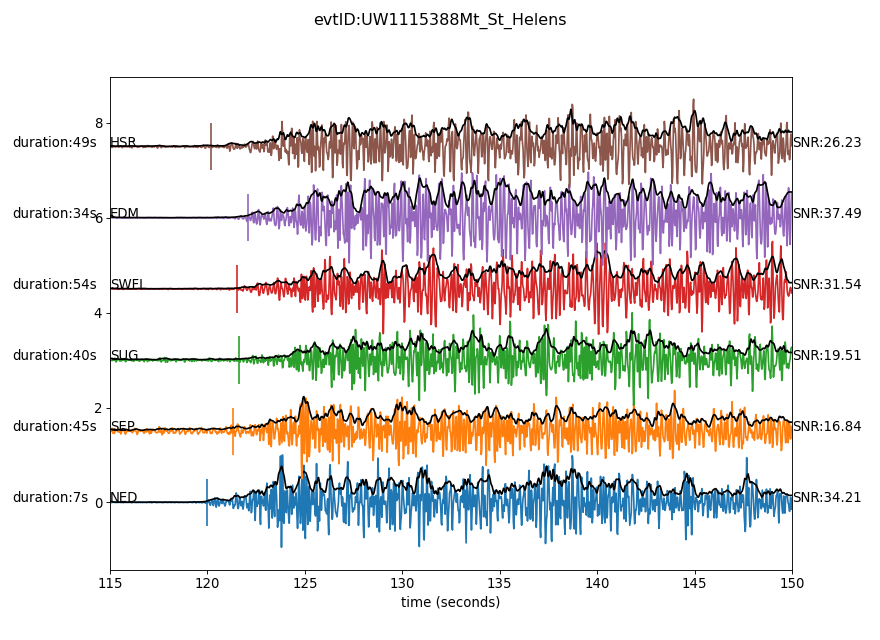 evtID:UW1115388Mt_St_Helens
8
duration:49s HSR SNR:26.23
duration:34s 6 EDM SNR:37.49
duration:54s SWFL SNR:31.54
4
duration:40s SUG SNR:19.51
2
duration:45s SEP SNR:16.84
duration:7s 0 NED SNR:34.21
115 120 125 130 135 140 145 150
time (seconds)